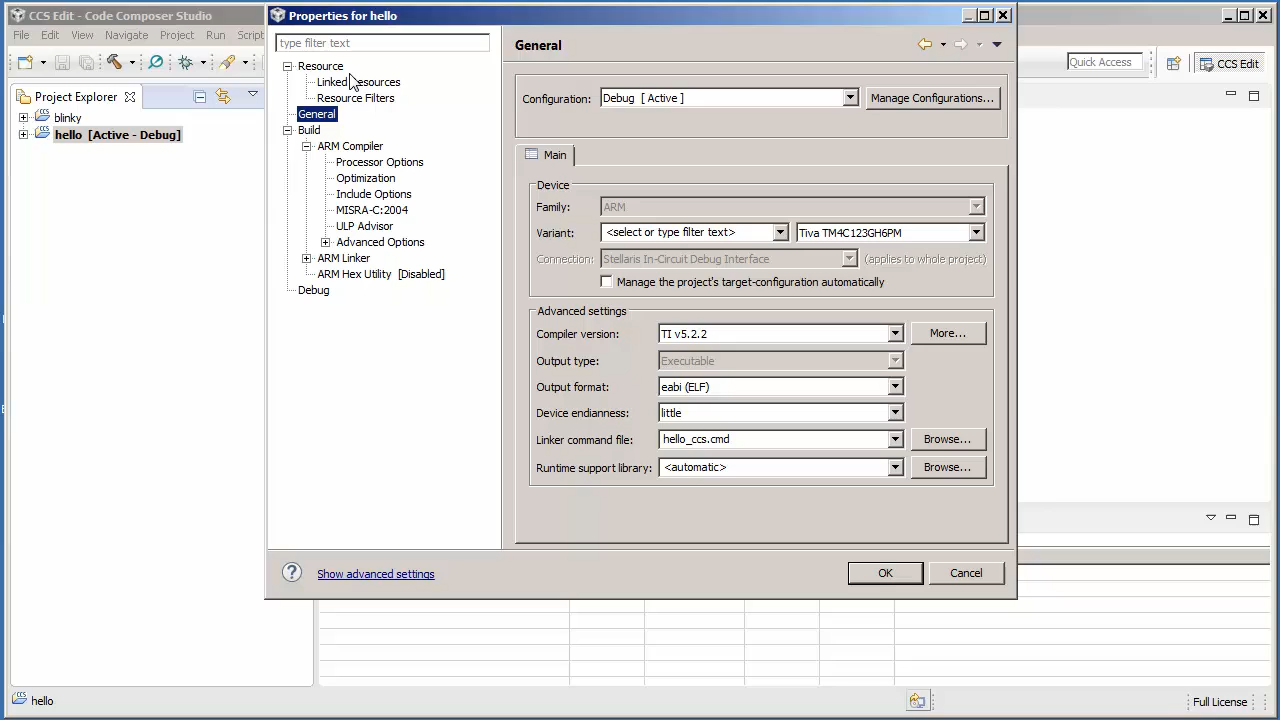 CCS Edit - Code Composer Studio
File Edit View Navigate Project Run Script
Quick Access
CCS Edit
Project Explorer
blinky
hello [Active - Debug]
Properties for hello
type filter text
Resource
Linked Resources
Resource Filters
General
Build
ARM Compiler
Processor Options
Optimization
Include Options
MISRA-C:2004
ULP Advisor
Advanced Options
ARM Linker
ARM Hex Utility [Disabled]
Debug
General
Configuration: Debug [ Active ] Manage Configurations...
Main
Device
Family: ARM
Variant: <select or type filter text> Tiva TM4C123GH6PM
Connection: Stellaris In-Circuit Debug Interface (applies to whole project)
Manage the project's target-configuration automatically
Advanced settings
Compiler version: TI v5.2.2 More...
Output type: Executable
Output format: eabi (ELF)
Device endianness: little
Linker command file: hello_ccs.cmd Browse...
Runtime support library: <automatic> Browse...
Show advanced settings
OK Cancel
hello
Full License